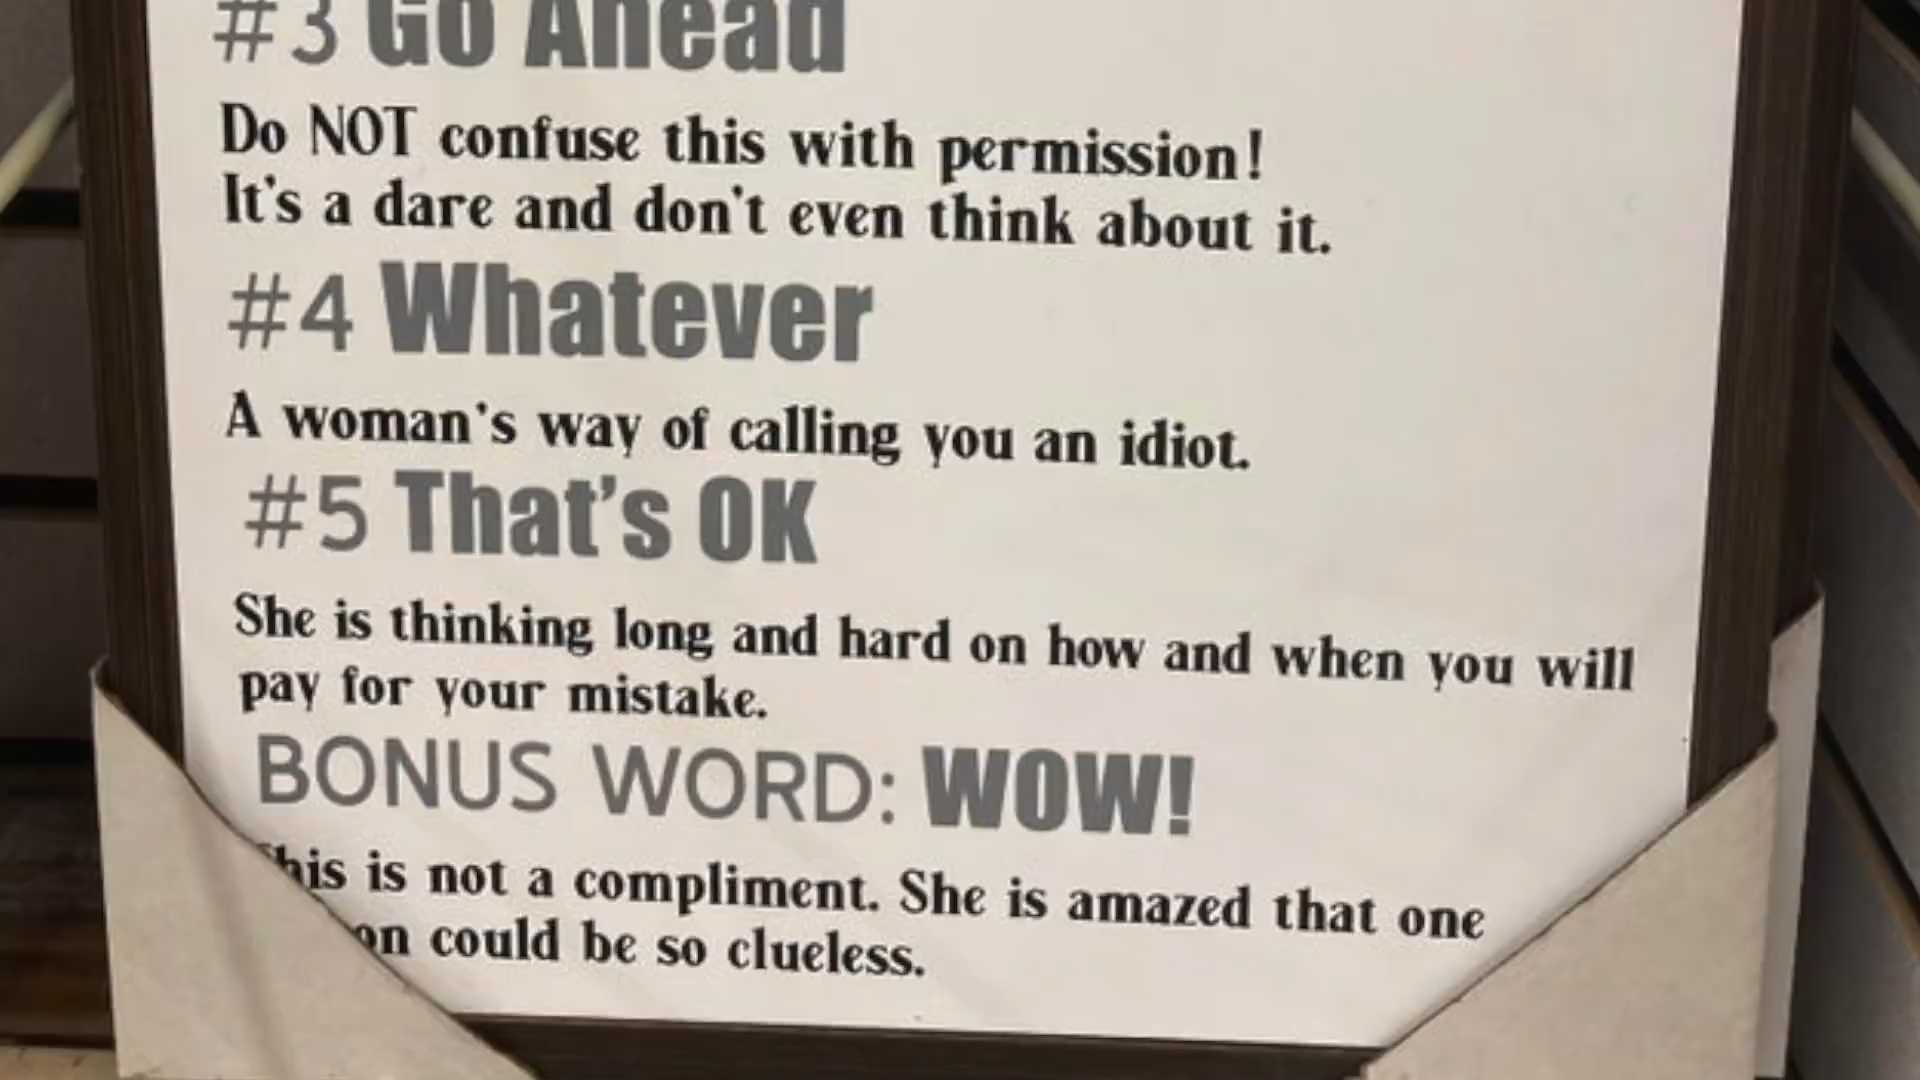 #3 Go Ahead
Do NOT confuse this with permission!
It's a dare and don't even think about it.
#4 Whatever
A woman's way of calling you an idiot.
#5 That's OK
She is thinking long and hard on how and when you will
pay for your mistake.
BONUS WORD: WOW!
This is not a compliment. She is amazed that one
could be so clueless.